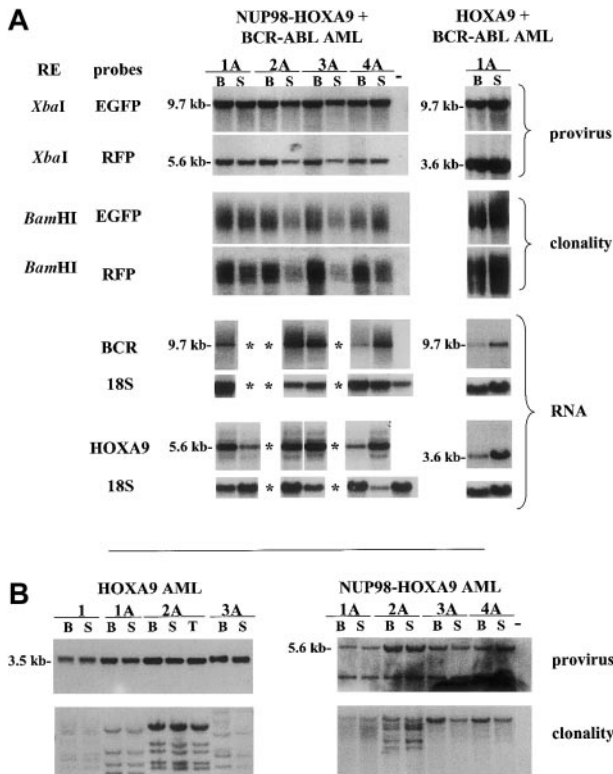 A
NUP98-HOXA9 +
BCR-ABL AML
HOXA9 +
BCR-ABL AML
RE probes
1A 2A 3A 4A
B S B S B S B S -
1A
B S
XbaI EGFP 9.7 kb- 9.7 kb-
XbaI RFP 5.6 kb- 3.6 kb-
provirus
BamHI EGFP
BamHI RFP
clonality
BCR 9.7 kb- * * * 9.7 kb-
18S * * *
HOXA9 5.6 kb- * * 3.6 kb-
18S * *
RNA
B
HOXA9 AML
1 1A 2A 3A
B S B S B S T B S
3.5 kb-
NUP98-HOXA9 AML
1A 2A 3A 4A
B S B S B S B S -
5.6 kb-
provirus
clonality